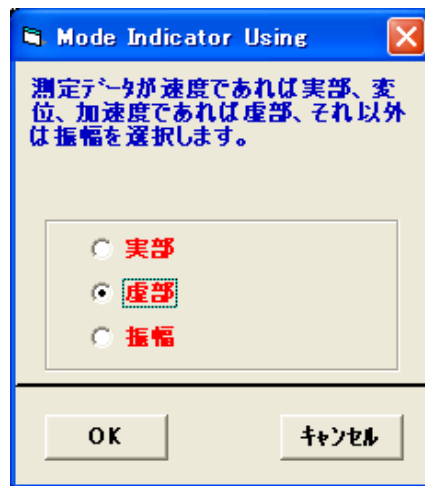 Mode Indicator Using
測定ﾃﾞｰﾀが速度であれば実部、変
位、加速度であれば虚部、それ以外
は振幅を選択します。
実部
虚部
振幅
OK
ｷｬﾝｾﾙ